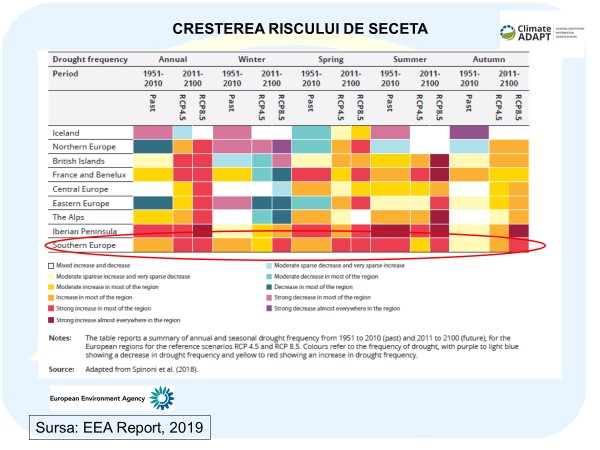 CRESTEREA RISCULUI DE SECETA
Climate
ADAPT
Drought frequency Annual Winter Spring Summer Autumn
Period 1951-2010 2011-2100 1951-2010 2011-2100 1951-2010 2011-2100 1951-2010 2011-2100 1951-2010 2011-2100
Past RCP4.5 RCP8.5 Past RCP4.5 RCP8.5 Past RCP4.5 RCP8.5 Past RCP4.5 RCP8.5 Past RCP4.5 RCP8.5
Iceland
Northern Europe
British Islands
France and Benelux
Central Europe
Eastern Europe
The Alps
Iberian Peninsula
Southern Europe
Mixed increase and decrease
Moderate sparse increase and very sparse decrease
Moderate increase in most of the region
Increase in most of the region
Strong increase in most of the region
Strong increase almost everywhere in the region
Moderate sparse decrease and very sparse increase
Moderate decrease in most of the region
Decrease in most of the region
Strong decrease in most of the region
Strong decrease almost everywhere in the region
Notes: The table reports a summary of annual and seasonal drought frequency from 1951 to 2010 (past) and 2011 to 2100 (future), for
the European regions for the reference scenarios RCP 4.5 and RCP 8.5. Colours refer to the frequency of drought, with purple to light blue
showing a decrease in drought frequency and yellow to red showing an increase in drought frequency.
Source: Adapted from Spinoni et al. (2018).
European Environment Agency
Sursa: EEA Report, 2019